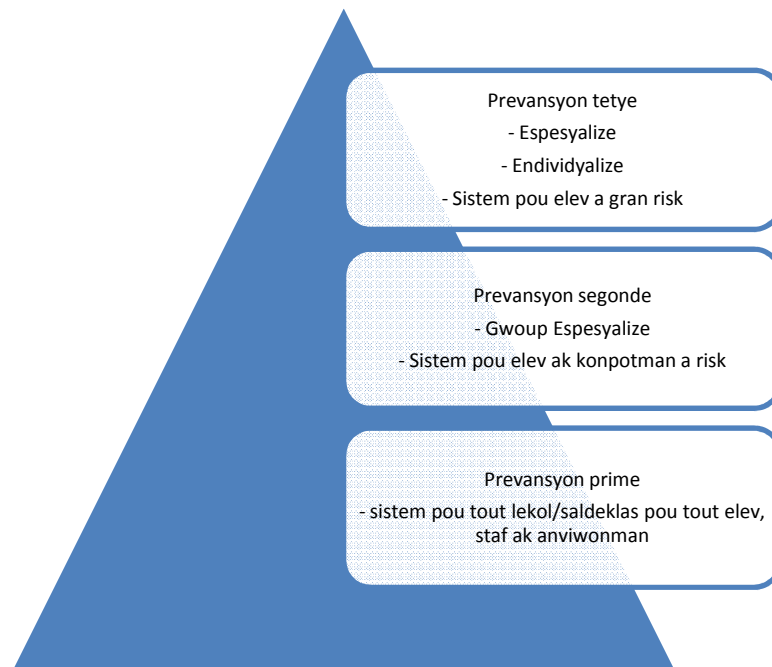 Prevansyon tetye
- Espesyalize
- Endividyalize
- Sistem pou elev a gran risk
Prevansyon segonde
- Gwoup Espesyalize
- Sistem pou elev ak konpotman a risk
Prevansyon prime
- sistem pou tout lekol/saldeklas pou tout elev,
staf ak anviwonman